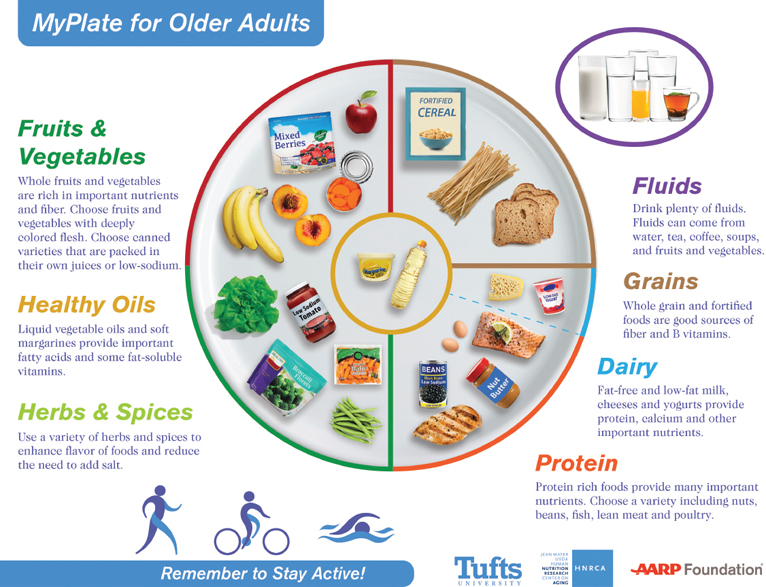 MyPlate for Older Adults
Fruits &
Vegetables
Whole fruits and vegetables
are rich in important nutrients
and fiber. Choose fruits and
vegetables with deeply
colored flesh. Choose canned
varieties that are packed in
their own juices or low-sodium.
Healthy Oils
Liquid vegetable oils and soft
margarines provide important
fatty acids and some fat-soluble
vitamins.
Herbs & Spices
Use a variety of herbs and spices to
enhance flavor of foods and reduce
the need to add salt.
Mixed
Berries
FORTIFIED
CEREAL
Margarine
Low Sodium
Tomato
Broccoli
Florets
Baby
Carrots
LOW-FAT
YOGURT
BEANS
Low Sodium
Nut
Butter
Fluids
Drink plenty of fluids.
Fluids can come from
water, tea, coffee, soups,
and fruits and vegetables.
Grains
Whole grain and fortified
foods are good sources of
fiber and B vitamins.
Dairy
Fat-free and low-fat milk,
cheeses and yogurts provide
protein, calcium and other
important nutrients.
Protein
Protein rich foods provide many important
nutrients. Choose a variety including nuts,
beans, fish, lean meat and poultry.
Remember to Stay Active!
Tufts
UNIVERSITY
JEAN MAYER
USDA
HUMAN
NUTRITION
RESEARCH
CENTER ON
AGING
HNRCA
AARP Foundation